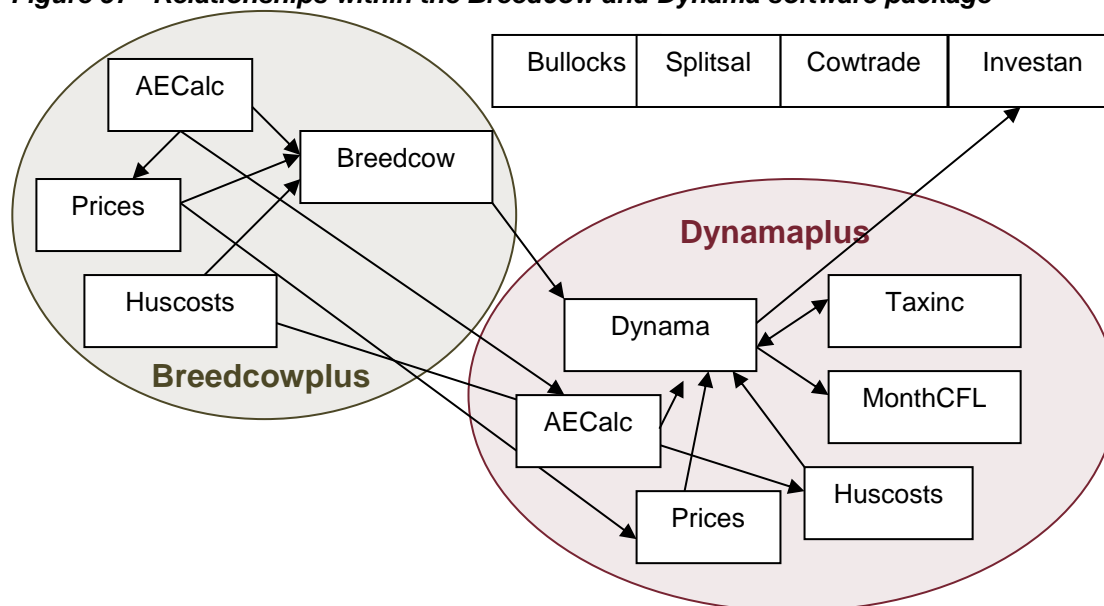 Figure 37 Relationships within the Breedcow and Dynama software package
Bullocks
Splitsal
Cowtrade
Investan
AECalc
Breedcow
Prices
Huscosts
Breedcowplus
Dynamaplus
Dynama
Taxinc
MonthCFL
AECalc
Huscosts
Prices